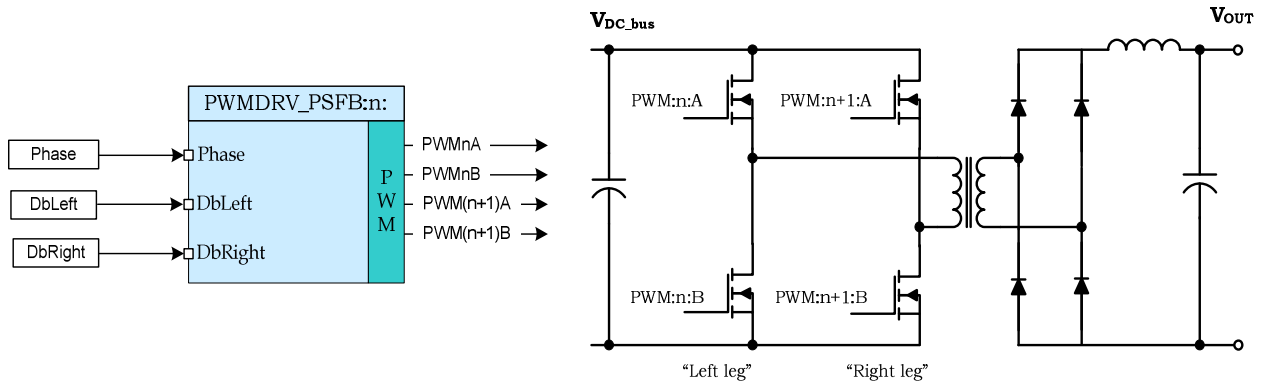 PWMDRV_PSFB:n:
Phase
DbLeft
DbRight
Phase
DbLeft
DbRight
P
W
M
PWMnA
PWMnB
PWM(n+1)A
PWM(n+1)B
VDC_bus
VOUT
PWM:n:A
PWM:n+1:A
PWM:n:B
PWM:n+1:B
“Left leg”
“Right leg”